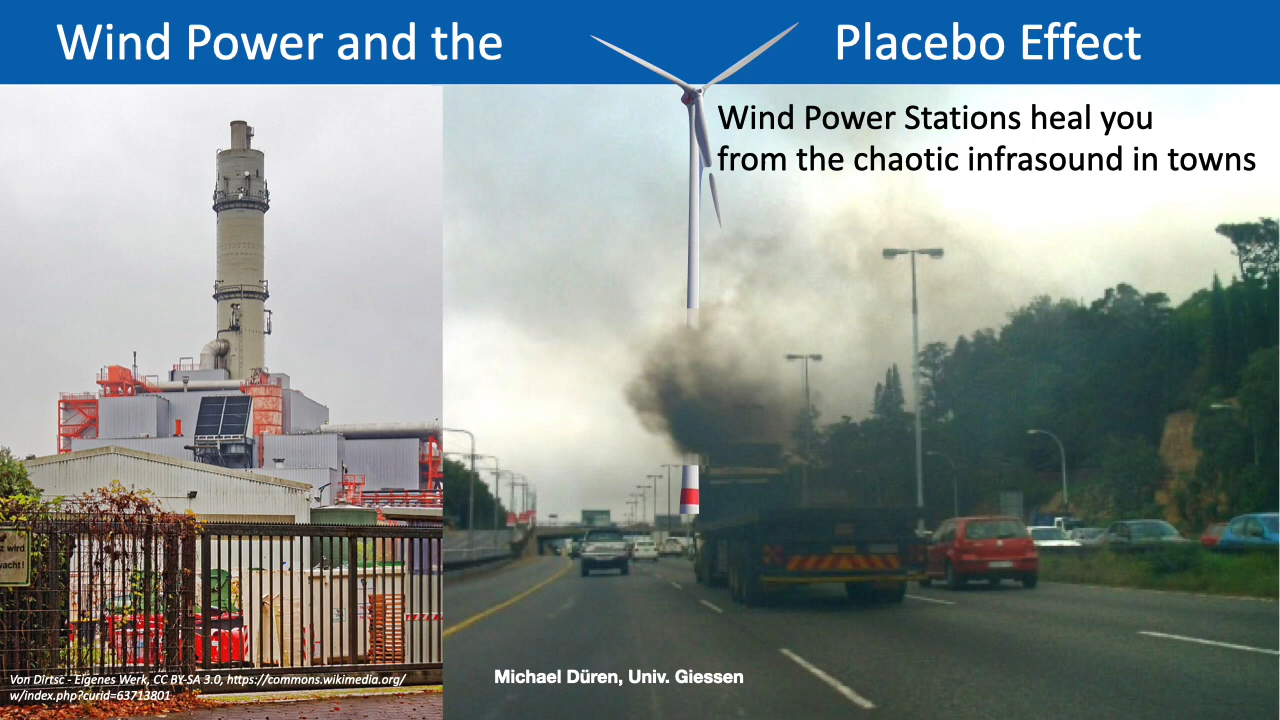 Wind Power and the Placebo Effect
Wind Power Stations heal you
from the chaotic infrasound in towns
z wird
wacht!
Michael Düren, Univ. Giessen
Von Dirtsc - Eigenes Werk, CC BY-SA 3.0, https://commons.wikimedia.org/
w/index.php?curid=63713801